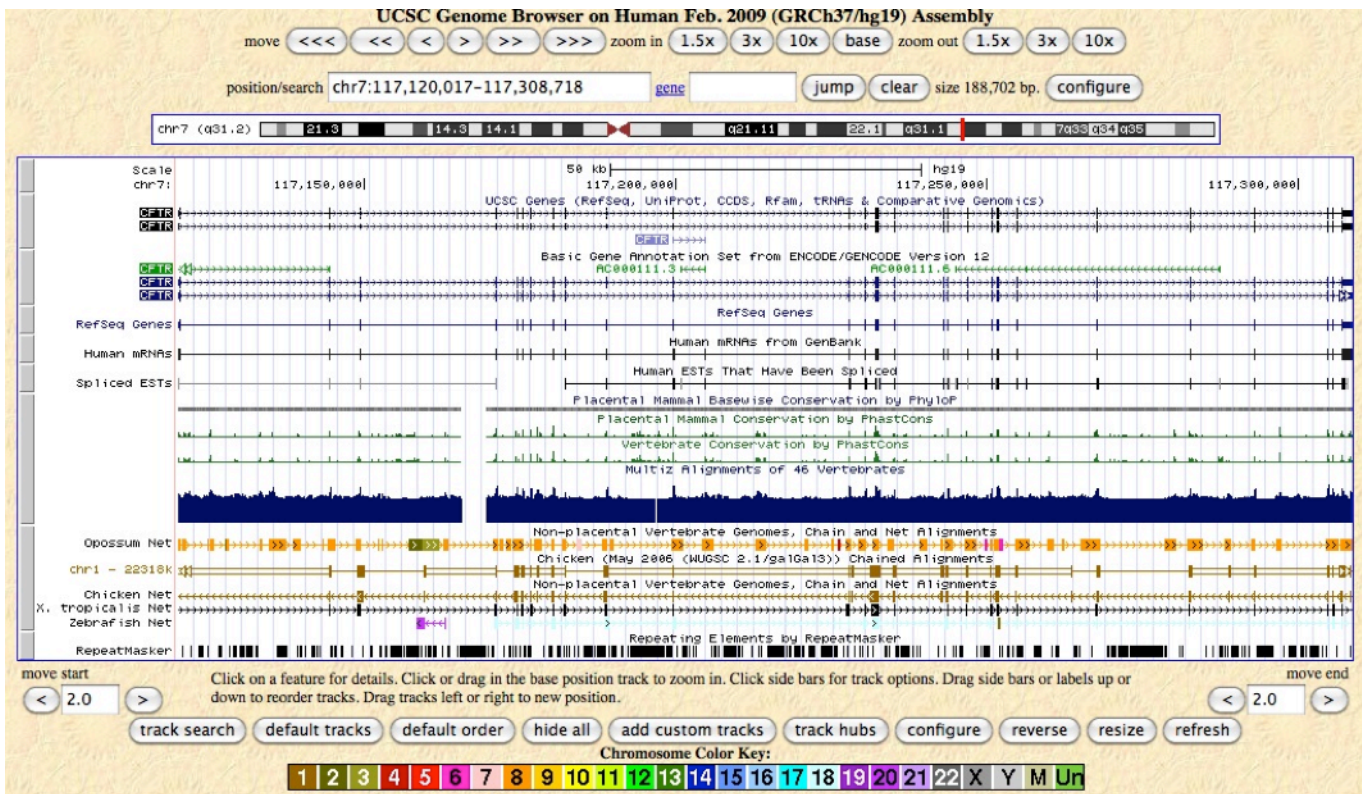 UCSC Genome Browser on Human Feb. 2009 (GRCh37/hg19) Assembly
move <<< << < > >> >>> zoom in 1.5x 3x 10x base zoom out 1.5x 3x 10x
position/search chr7:117,120,017-117,308,718 gene jump clear size 188,702 bp. configure
chr7 (q31.2) 21.3 14.3 14.1 q21.11 22.1 q31.1 7q33 q34 q35
Scale 50 kb hg19
chr7: 117,150,000 117,200,000 117,250,000 117,300,000
UCSC Genes (RefSeq, UniProt, CCDS, Rfam, tRNAs & Comparative Genomics)
CFTR
CFTR
CFTR
Basic Gene Annotation Set from ENCODE/GENCODE Version 12
CFTR AC000111.3 AC000111.6
CFTR
CFTR
RefSeq Genes
RefSeq Genes
Human mRNAs from GenBank
Human mRNAs
Human ESTs That Have Been Spliced
Spliced ESTs
Placental Mammal Basewise Conservation by PhyloP
Placental Mammal Conservation by PhastCons
Vertebrate Conservation by PhastCons
Multiz Alignments of 46 Vertebrates
Non-placental Vertebrate Genomes, Chain and Net Alignments
Opossum Net
Chicken (May 2006 (WUGSC 2.1/galGal3)) Chained Alignments
chr1 - 22318k
Non-placental Vertebrate Genomes, Chain and Net Alignments
Chicken Net
X. tropicalis Net
Zebrafish Net
Repeating Elements by RepeatMasker
RepeatMasker
move start Click on a feature for details. Click or drag in the base position track to zoom in. Click side bars for track options. Drag side bars or labels up or move end
< 2.0 > down to reorder tracks. Drag tracks left or right to new position. < 2.0 >
track search default tracks default order hide all add custom tracks track hubs configure reverse resize refresh
Chromosome Color Key:
1 2 3 4 5 6 7 8 9 10 11 12 13 14 15 16 17 18 19 20 21 22 X Y M Un